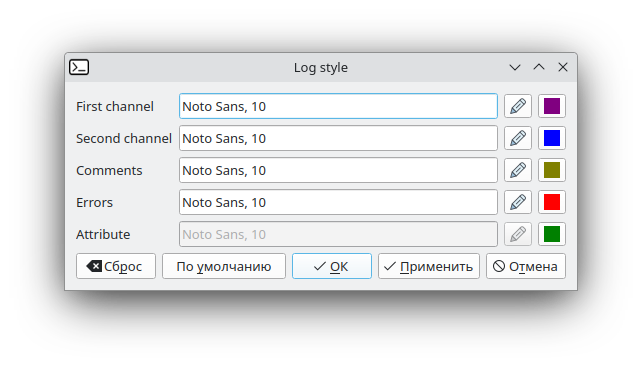 Log style
First channel Noto Sans, 10
Second channel Noto Sans, 10
Comments Noto Sans, 10
Errors Noto Sans, 10
Attribute Noto Sans, 10
Сброс По умолчанию ОК Применить Отмена